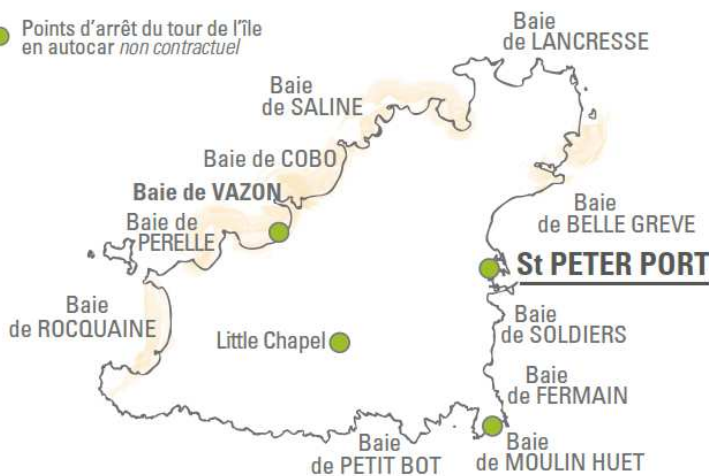 Points d'arrêt du tour de l'île
en autocar non contractuel
Baie
de LANCRESSE
Baie
de SALINE
Baie de COBO
Baie de VAZON
Baie de
PERELLE
Baie
de BELLE GREVE
St PETER PORT
Baie
de ROCQUAINE
Baie
de SOLDIERS
Little Chapel
Baie
de FERMAIN
Baie
de PETIT BOT
Baie
de MOULIN HUET